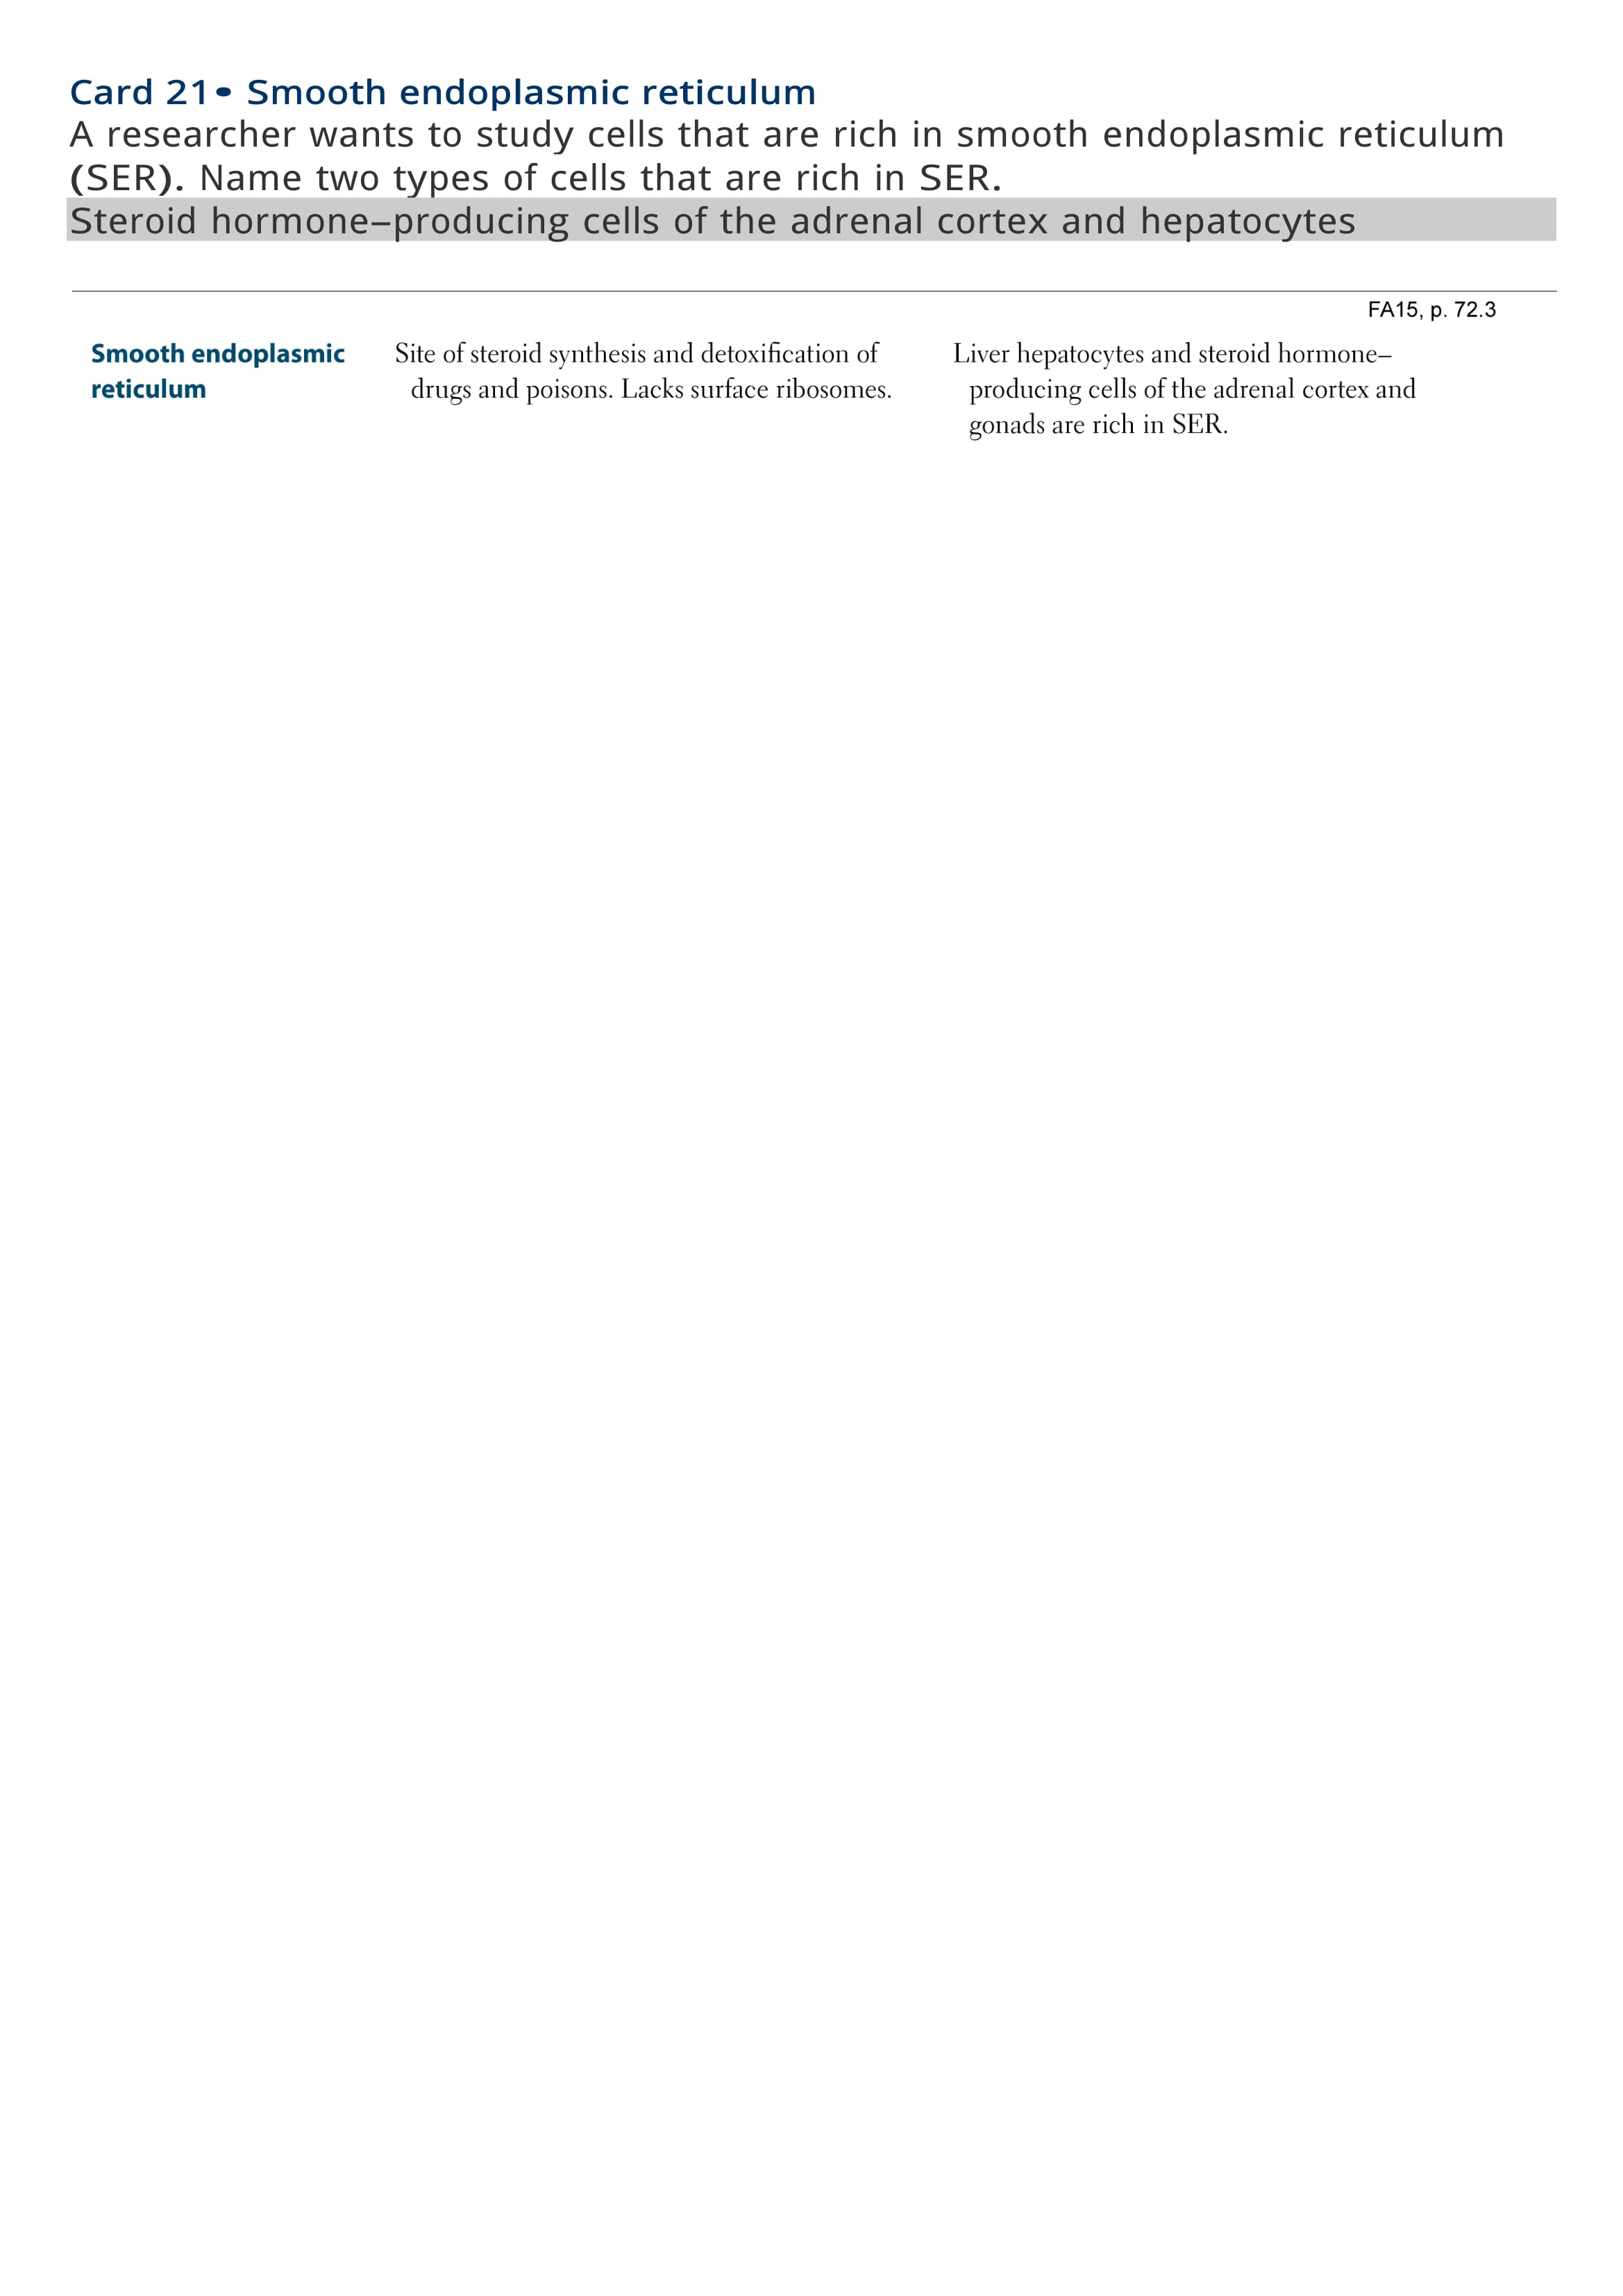 Card 21• Smooth endoplasmic reticulum
A researcher wants to study cells that are rich in smooth endoplasmic reticulum
(SER). Name two types of cells that are rich in SER.
Steroid hormone–producing cells of the adrenal cortex and hepatocytes
FA15, p. 72.3
Smooth endoplasmic
reticulum
Site of steroid synthesis and detoxification of
drugs and poisons. Lacks surface ribosomes.
Liver hepatocytes and steroid hormone–
producing cells of the adrenal cortex and
gonads are rich in SER.